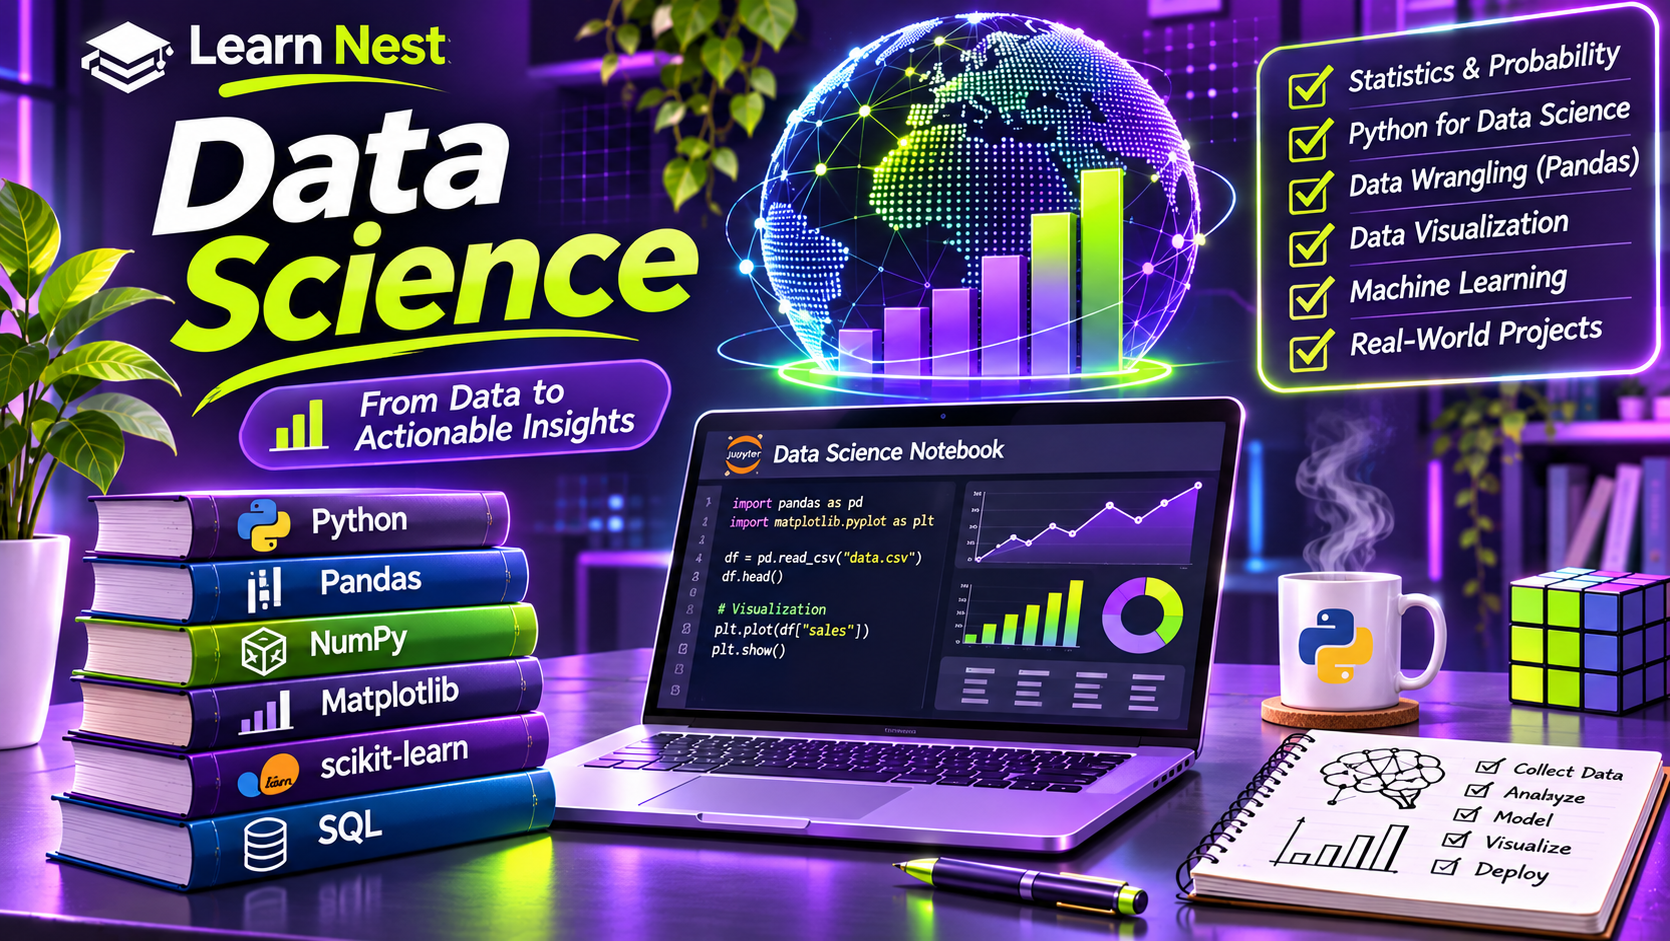 Learn Nest
Data
Science
From Data to
Actionable Insights
Statistics & Probability
Python for Data Science
Data Wrangling (Pandas)
Data Visualization
Machine Learning
Real-World Projects
Python
Pandas
NumPy
Matplotlib
learn
scikit-learn
SQL
Jupyter
Data Science Notebook
import pandas as pd
import matplotlib.pyplot as plt
df = pd.read_csv("data.csv")
df.head()
# Visualization
plt.plot(df["sales"])
plt.show()
Collect Data
Model
Visualize
Deploy